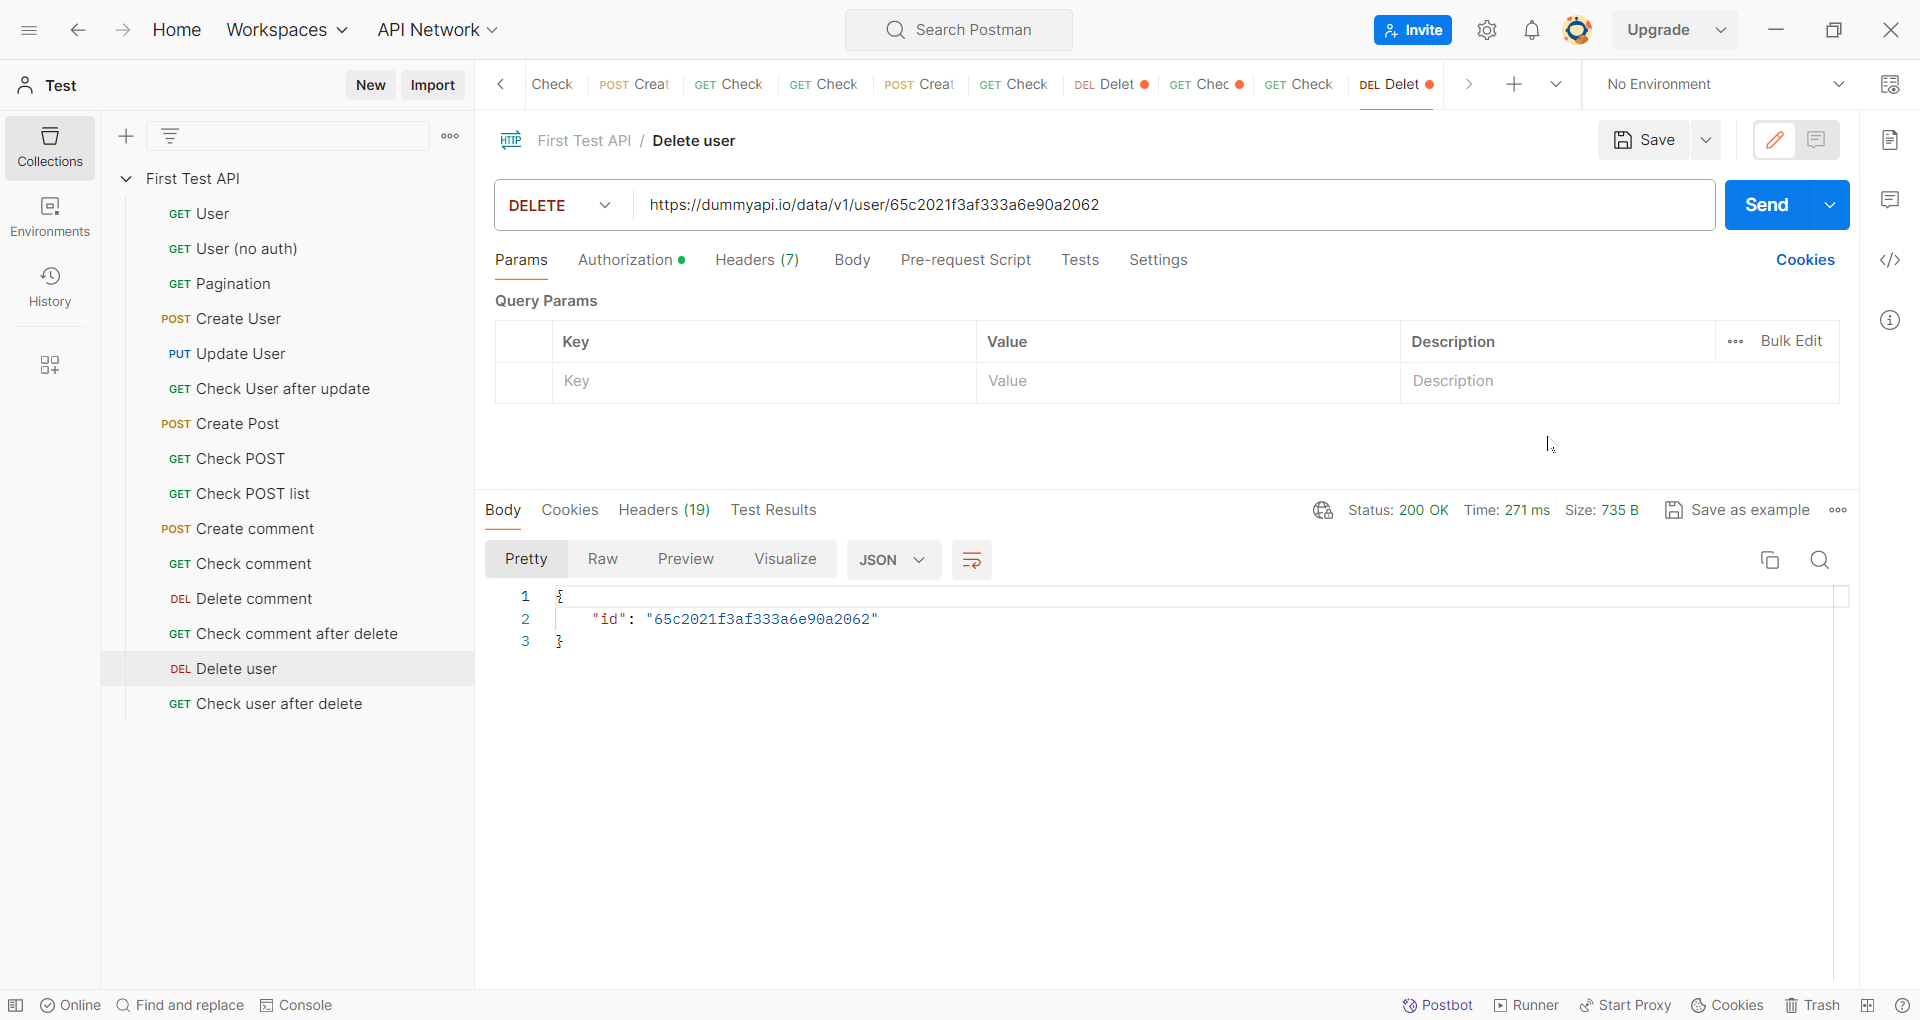 Home Workspaces API Network Search Postman Invite Upgrade
Test New Import
Check POST Creat GET Check GET Check POST Creat GET Check DEL Delet GET Chec GET Check DEL Delet No Environment
Collections
Environments
History
First Test API
GET User
GET User (no auth)
GET Pagination
POST Create User
PUT Update User
GET Check User after update
POST Create Post
GET Check POST
GET Check POST list
POST Create comment
GET Check comment
DEL Delete comment
GET Check comment after delete
DEL Delete user
GET Check user after delete
HTTP First Test API / Delete user Save
DELETE https://dummyapi.io/data/v1/user/65c2021f3af333a6e90a2062 Send
Params Authorization Headers (7) Body Pre-request Script Tests Settings Cookies
Query Params
Key Value Description Bulk Edit
Key Value Description
Body Cookies Headers (19) Test Results Status: 200 OK Time: 271 ms Size: 735 B Save as example
Pretty Raw Preview Visualize JSON
1 {
2 "id": "65c2021f3af333a6e90a2062"
3 }
Online Find and replace Console Postbot Runner Start Proxy Cookies Trash